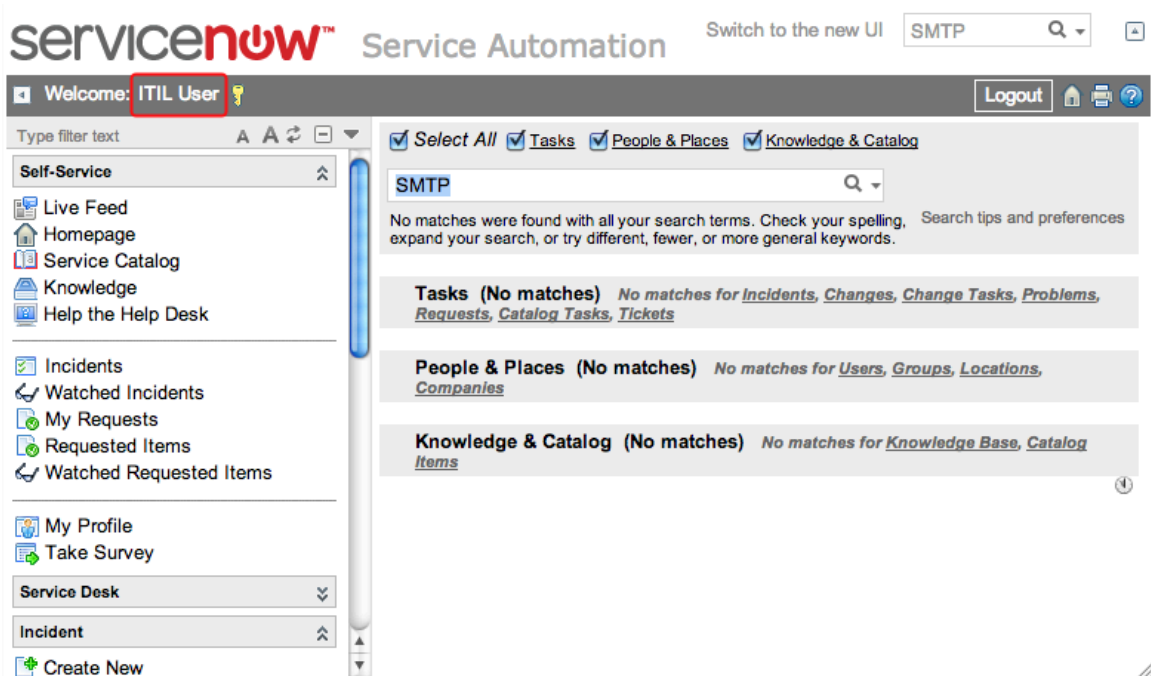 servicenow™ Service Automation Switch to the new UI SMTP
Welcome: ITIL User Logout
Type filter text A A
Self-Service
Live Feed
Homepage
Service Catalog
Knowledge
Help the Help Desk
Incidents
Watched Incidents
My Requests
Requested Items
Watched Requested Items
My Profile
Take Survey
Service Desk
Incident
Create New
Select All Tasks People & Places Knowledge & Catalog
SMTP
No matches were found with all your search terms. Check your spelling, Search tips and preferences
expand your search, or try different, fewer, or more general keywords.
Tasks (No matches) No matches for Incidents, Changes, Change Tasks, Problems,
Requests, Catalog Tasks, Tickets
People & Places (No matches) No matches for Users, Groups, Locations,
Companies
Knowledge & Catalog (No matches) No matches for Knowledge Base, Catalog
Items